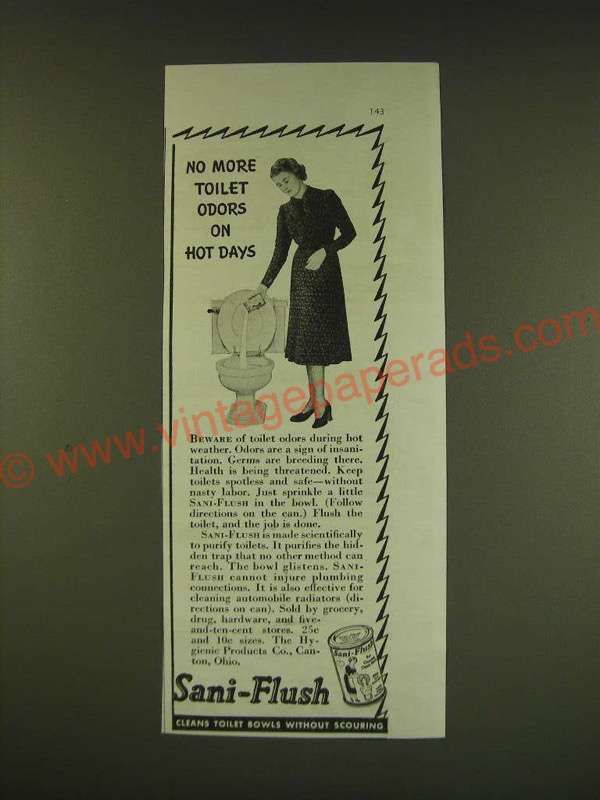 143
NO MORE
TOILET
ODORS
ON
HOT DAYS
BEWARE of toilet odors during hot
weather. Odors are a sign of insani-
tation. Germs are breeding there.
Health is being threatened. Keep
toilets spotless and safe—without
nasty labor. Just sprinkle a little
SANI-FLUSH in the bowl. (Follow
directions on the can.) Flush the
toilet, and the job is done.
SANI-FLUSH is made scientifically
to purify toilets. It purifies the hid-
den trap that no other method can
reach. The bowl glistens. SANI-
FLUSH cannot injure plumbing
connections. It is also effective for
cleaning automobile radiators (di-
rections on can). Sold by grocery,
drug, hardware, and five-
and-ten-cent stores. 25c
and 10c sizes. The Hy-
gienic Products Co., Can-
ton, Ohio.
Sani-Flush
Sani-Flush
CLEANS TOILET BOWLS WITHOUT SCOURING
© www.vintagepaperads.com